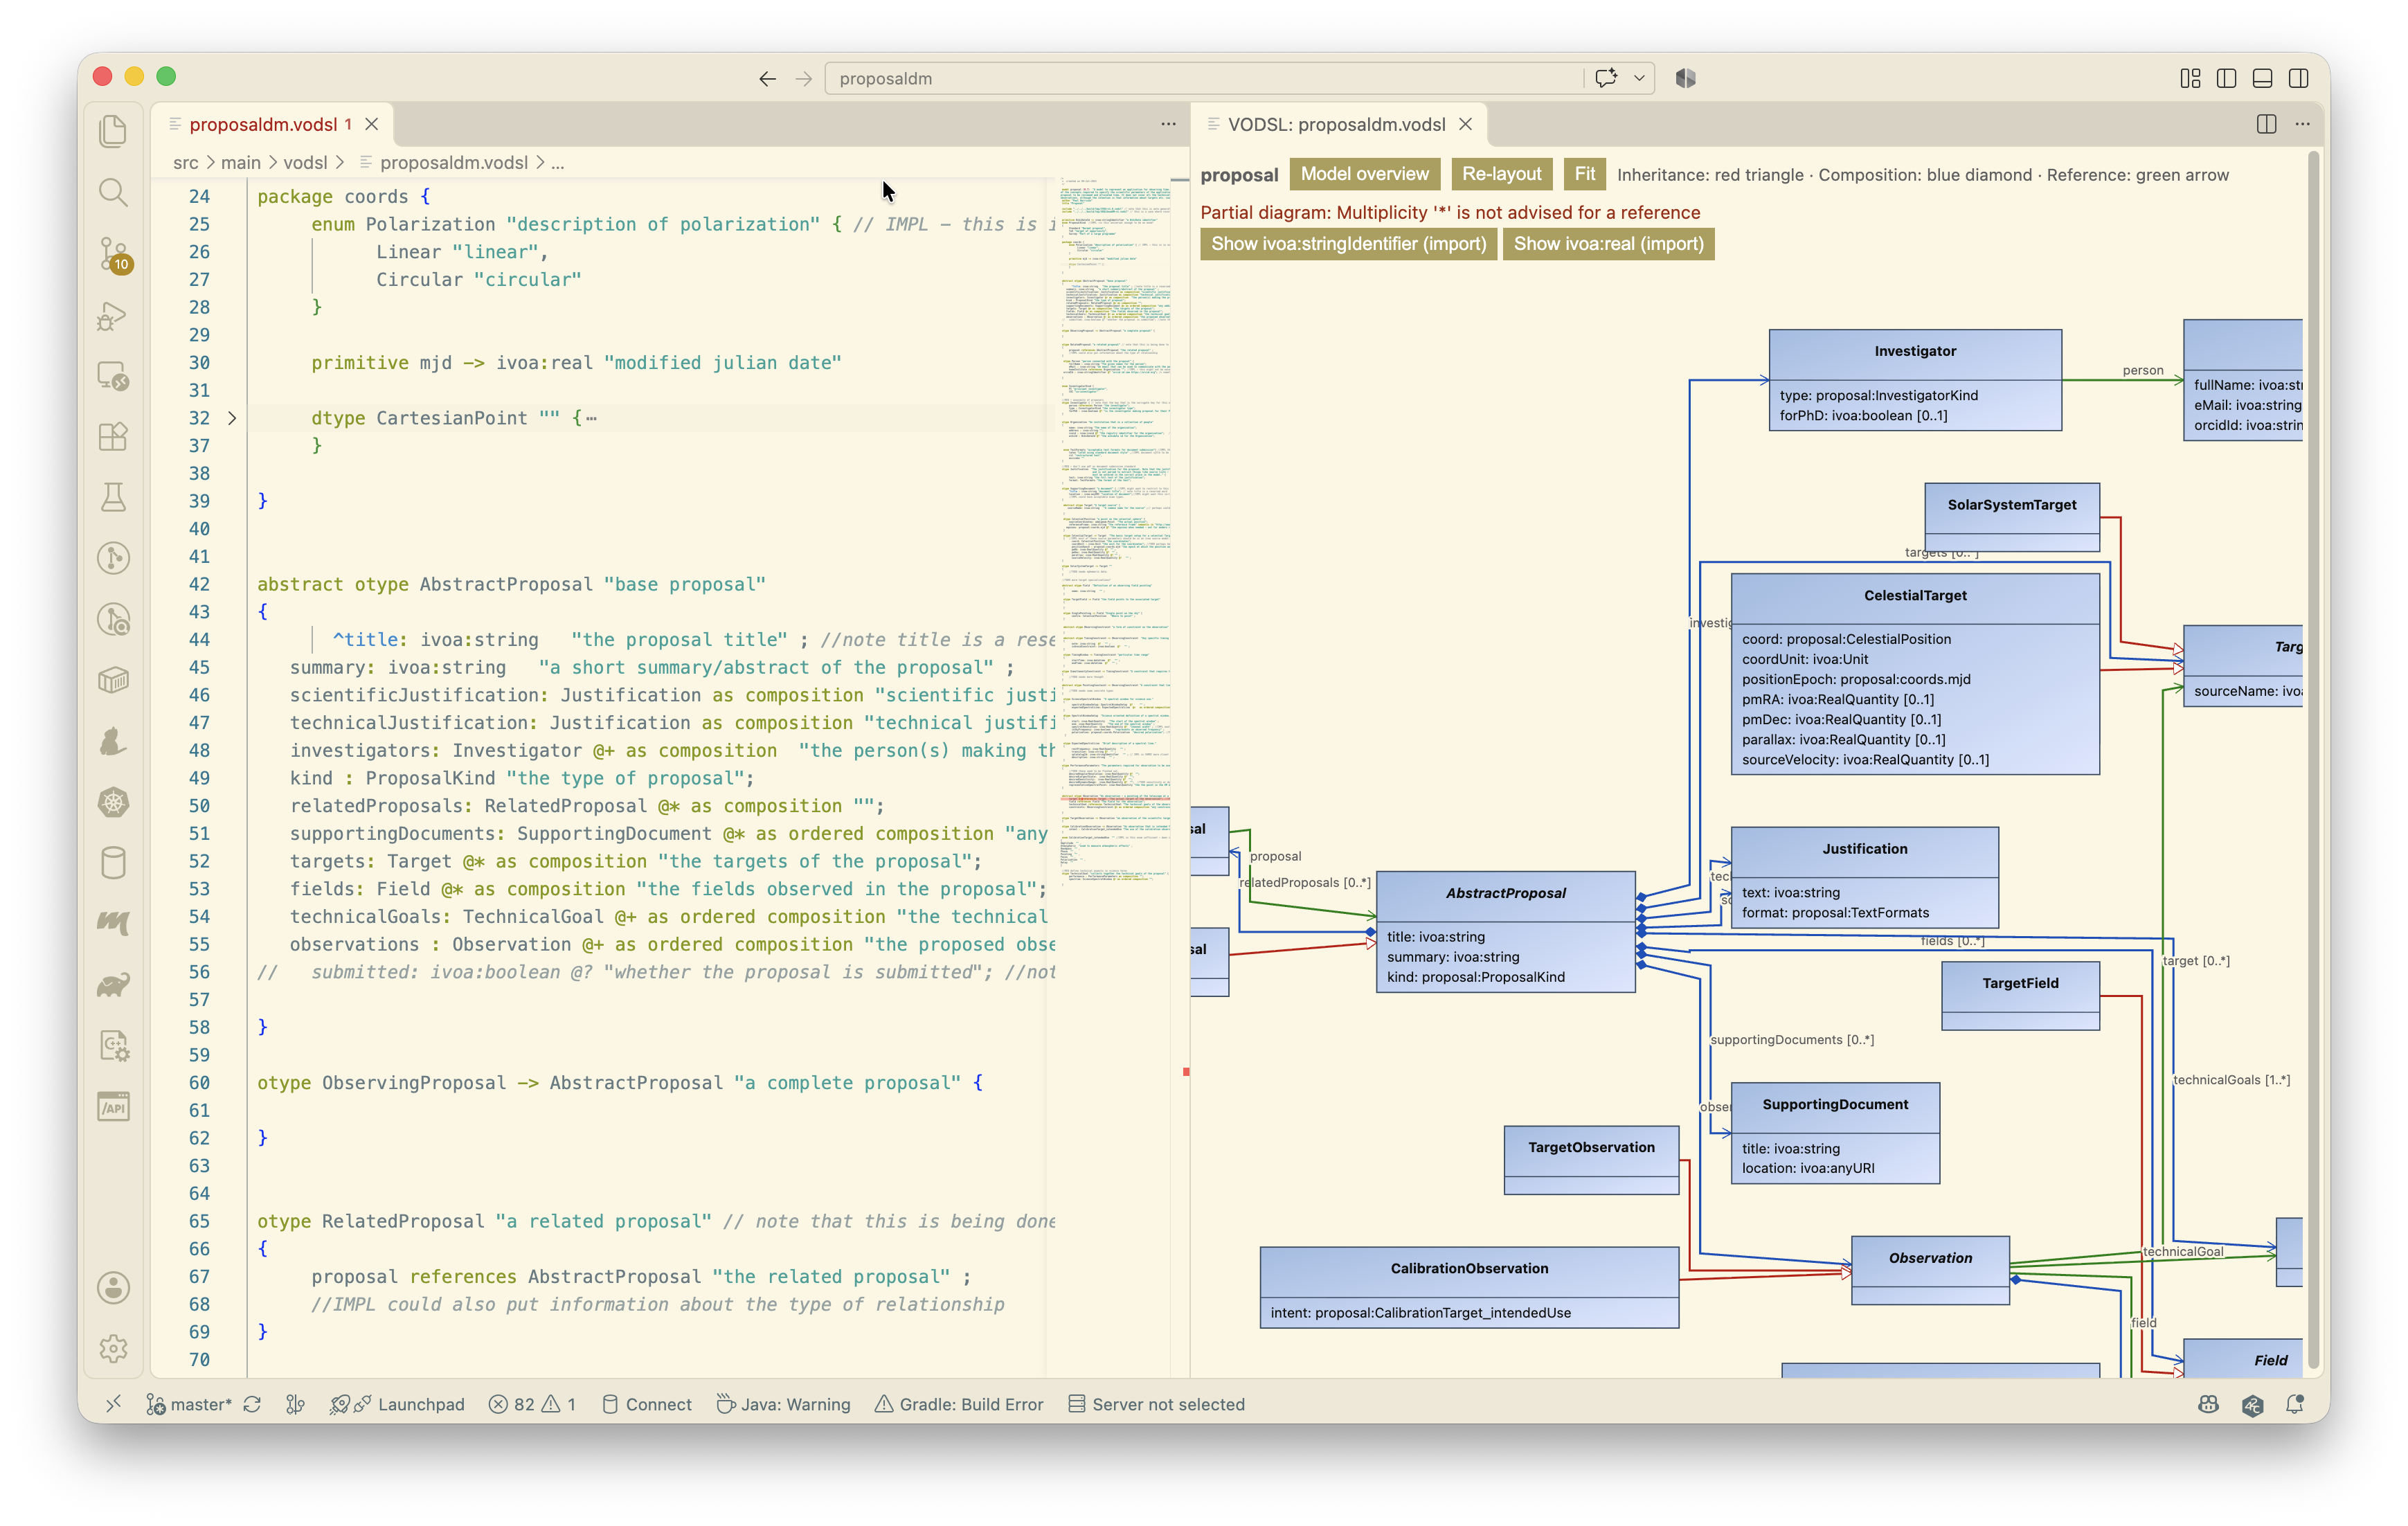 proposaldm
proposaldm.vodsl 1
src > main > vodsl > proposaldm.vodsl > ...
24 package coords {
25 enum Polarization "description of polarization" { // IMPL – this is
26 Linear "linear",
27 Circular "circular"
28 }
29
30 primitive mjd -> ivoa:real "modified julian date"
31
32 dtype CartesianPoint "" {⋯
37 }
38
39 }
40
41
42 abstract otype AbstractProposal "base proposal"
43 {
44 ^title: ivoa:string "the proposal title" ; //note title is a rese
45 summary: ivoa:string "a short summary/abstract of the proposal" ;
46 scientificJustification: Justification as composition "scientific justi
47 technicalJustification: Justification as composition "technical justifi
48 investigators: Investigator @+ as composition "the person(s) making th
49 kind : ProposalKind "the type of proposal";
50 relatedProposals: RelatedProposal @* as composition "";
51 supportingDocuments: SupportingDocument @* as ordered composition "any
52 targets: Target @* as composition "the targets of the proposal";
53 fields: Field @* as composition "the fields observed in the proposal";
54 technicalGoals: TechnicalGoal @+ as ordered composition "the technical
55 observations : Observation @+ as ordered composition "the proposed obse
56 // submitted: ivoa:boolean @? "whether the proposal is submitted"; //not
57
58 }
59
60 otype ObservingProposal -> AbstractProposal "a complete proposal" {
61
62 }
63
64
65 otype RelatedProposal "a related proposal" // note that this is being done
66 {
67 proposal references AbstractProposal "the related proposal" ;
68 //IMPL could also put information about the type of relationship
69 }
70
VODSL: proposaldm.vodsl
proposal Model overview Re-layout Fit Inheritance: red triangle · Composition: blue diamond · Reference: green arrow
Partial diagram: Multiplicity '*' is not advised for a reference
Show ivoa:stringIdentifier (import) Show ivoa:real (import)
Investigator
type: proposal:InvestigatorKind
forPhD: ivoa:boolean [0..1]
person
fullName: ivoa:str
eMail: ivoa:string
orcidId: ivoa:strin
SolarSystemTarget
targets [0..*]
investig
CelestialTarget
coord: proposal:CelestialPosition
coordUnit: ivoa:Unit
positionEpoch: proposal:coords.mjd
pmRA: ivoa:RealQuantity [0..1]
pmDec: ivoa:RealQuantity [0..1]
parallax: ivoa:RealQuantity [0..1]
sourceVelocity: ivoa:RealQuantity [0..1]
Targ
sourceName: ivoa
sal
proposal
relatedProposals [0..*]
sal
AbstractProposal
title: ivoa:string
summary: ivoa:string
kind: proposal:ProposalKind
tecl
sc
Justification
text: ivoa:string
format: proposal:TextFormats
fields [0..*]
target [0..*]
TargetField
supportingDocuments [0..*]
technicalGoals [1..*]
obser
SupportingDocument
title: ivoa:string
location: ivoa:anyURI
TargetObservation
CalibrationObservation
intent: proposal:CalibrationTarget_intendedUse
Observation
technicalGoal
field
Field
10
/API
master* Launchpad 82 1 Connect Java: Warning Gradle: Build Error Server not selected